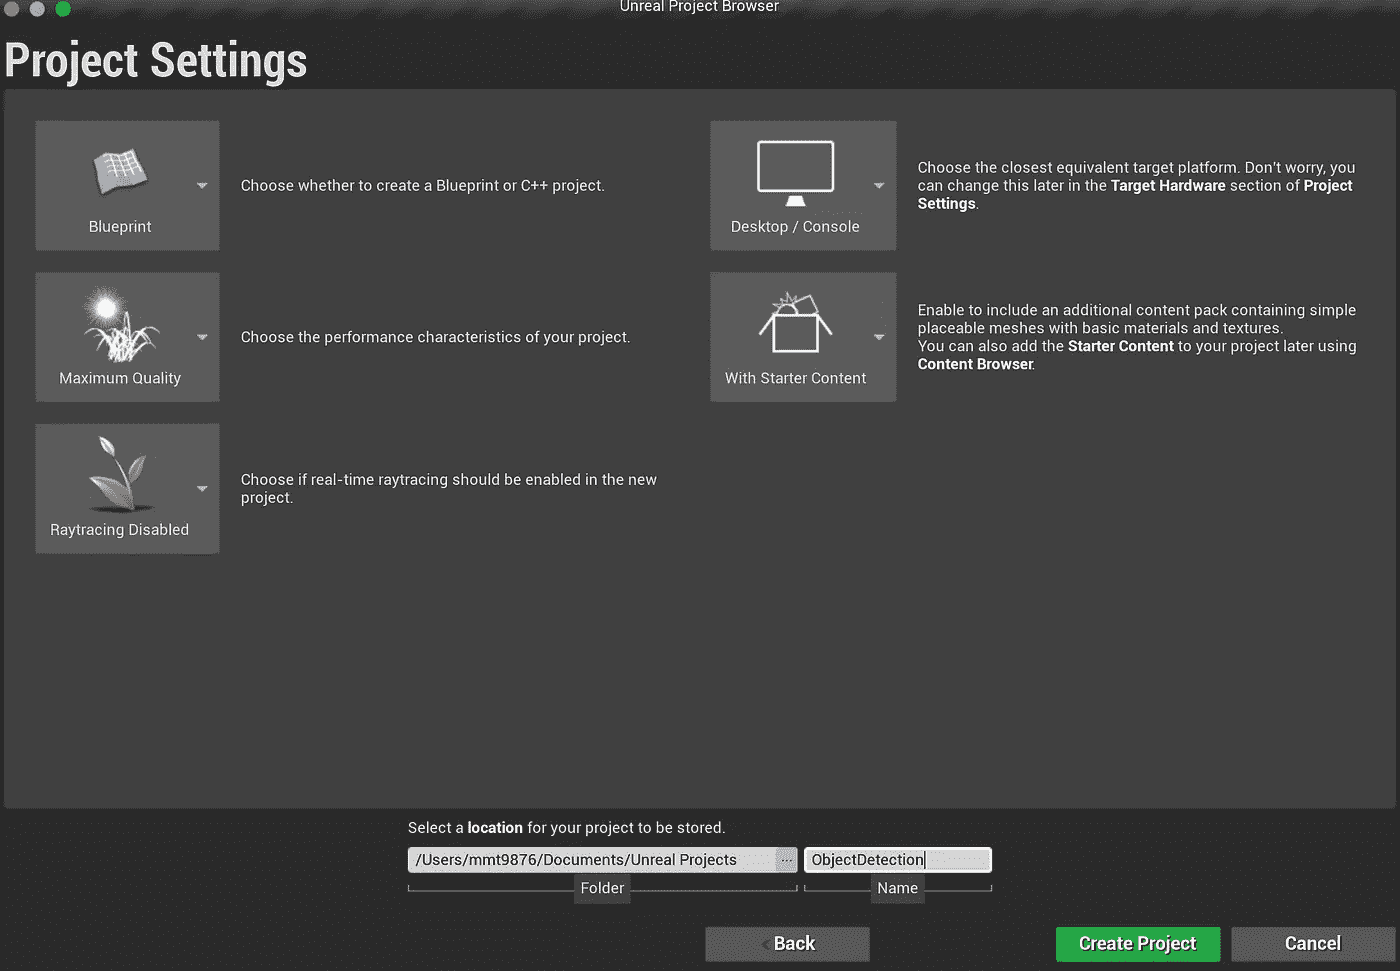 Unreal Project Browser
Project Settings
Blueprint
Choose whether to create a Blueprint or C++ project.
Desktop / Console
Choose the closest equivalent target platform. Don't worry, you
can change this later in the Target Hardware section of Project
Settings.
Maximum Quality
Choose the performance characteristics of your project.
With Starter Content
Enable to include an additional content pack containing simple
placeable meshes with basic materials and textures.
You can also add the Starter Content to your project later using
Content Browser.
Raytracing Disabled
Choose if real-time raytracing should be enabled in the new
project.
Select a location for your project to be stored.
/Users/mmt9876/Documents/Unreal Projects
...
ObjectDetection
Folder
Name
Back
Create Project
Cancel